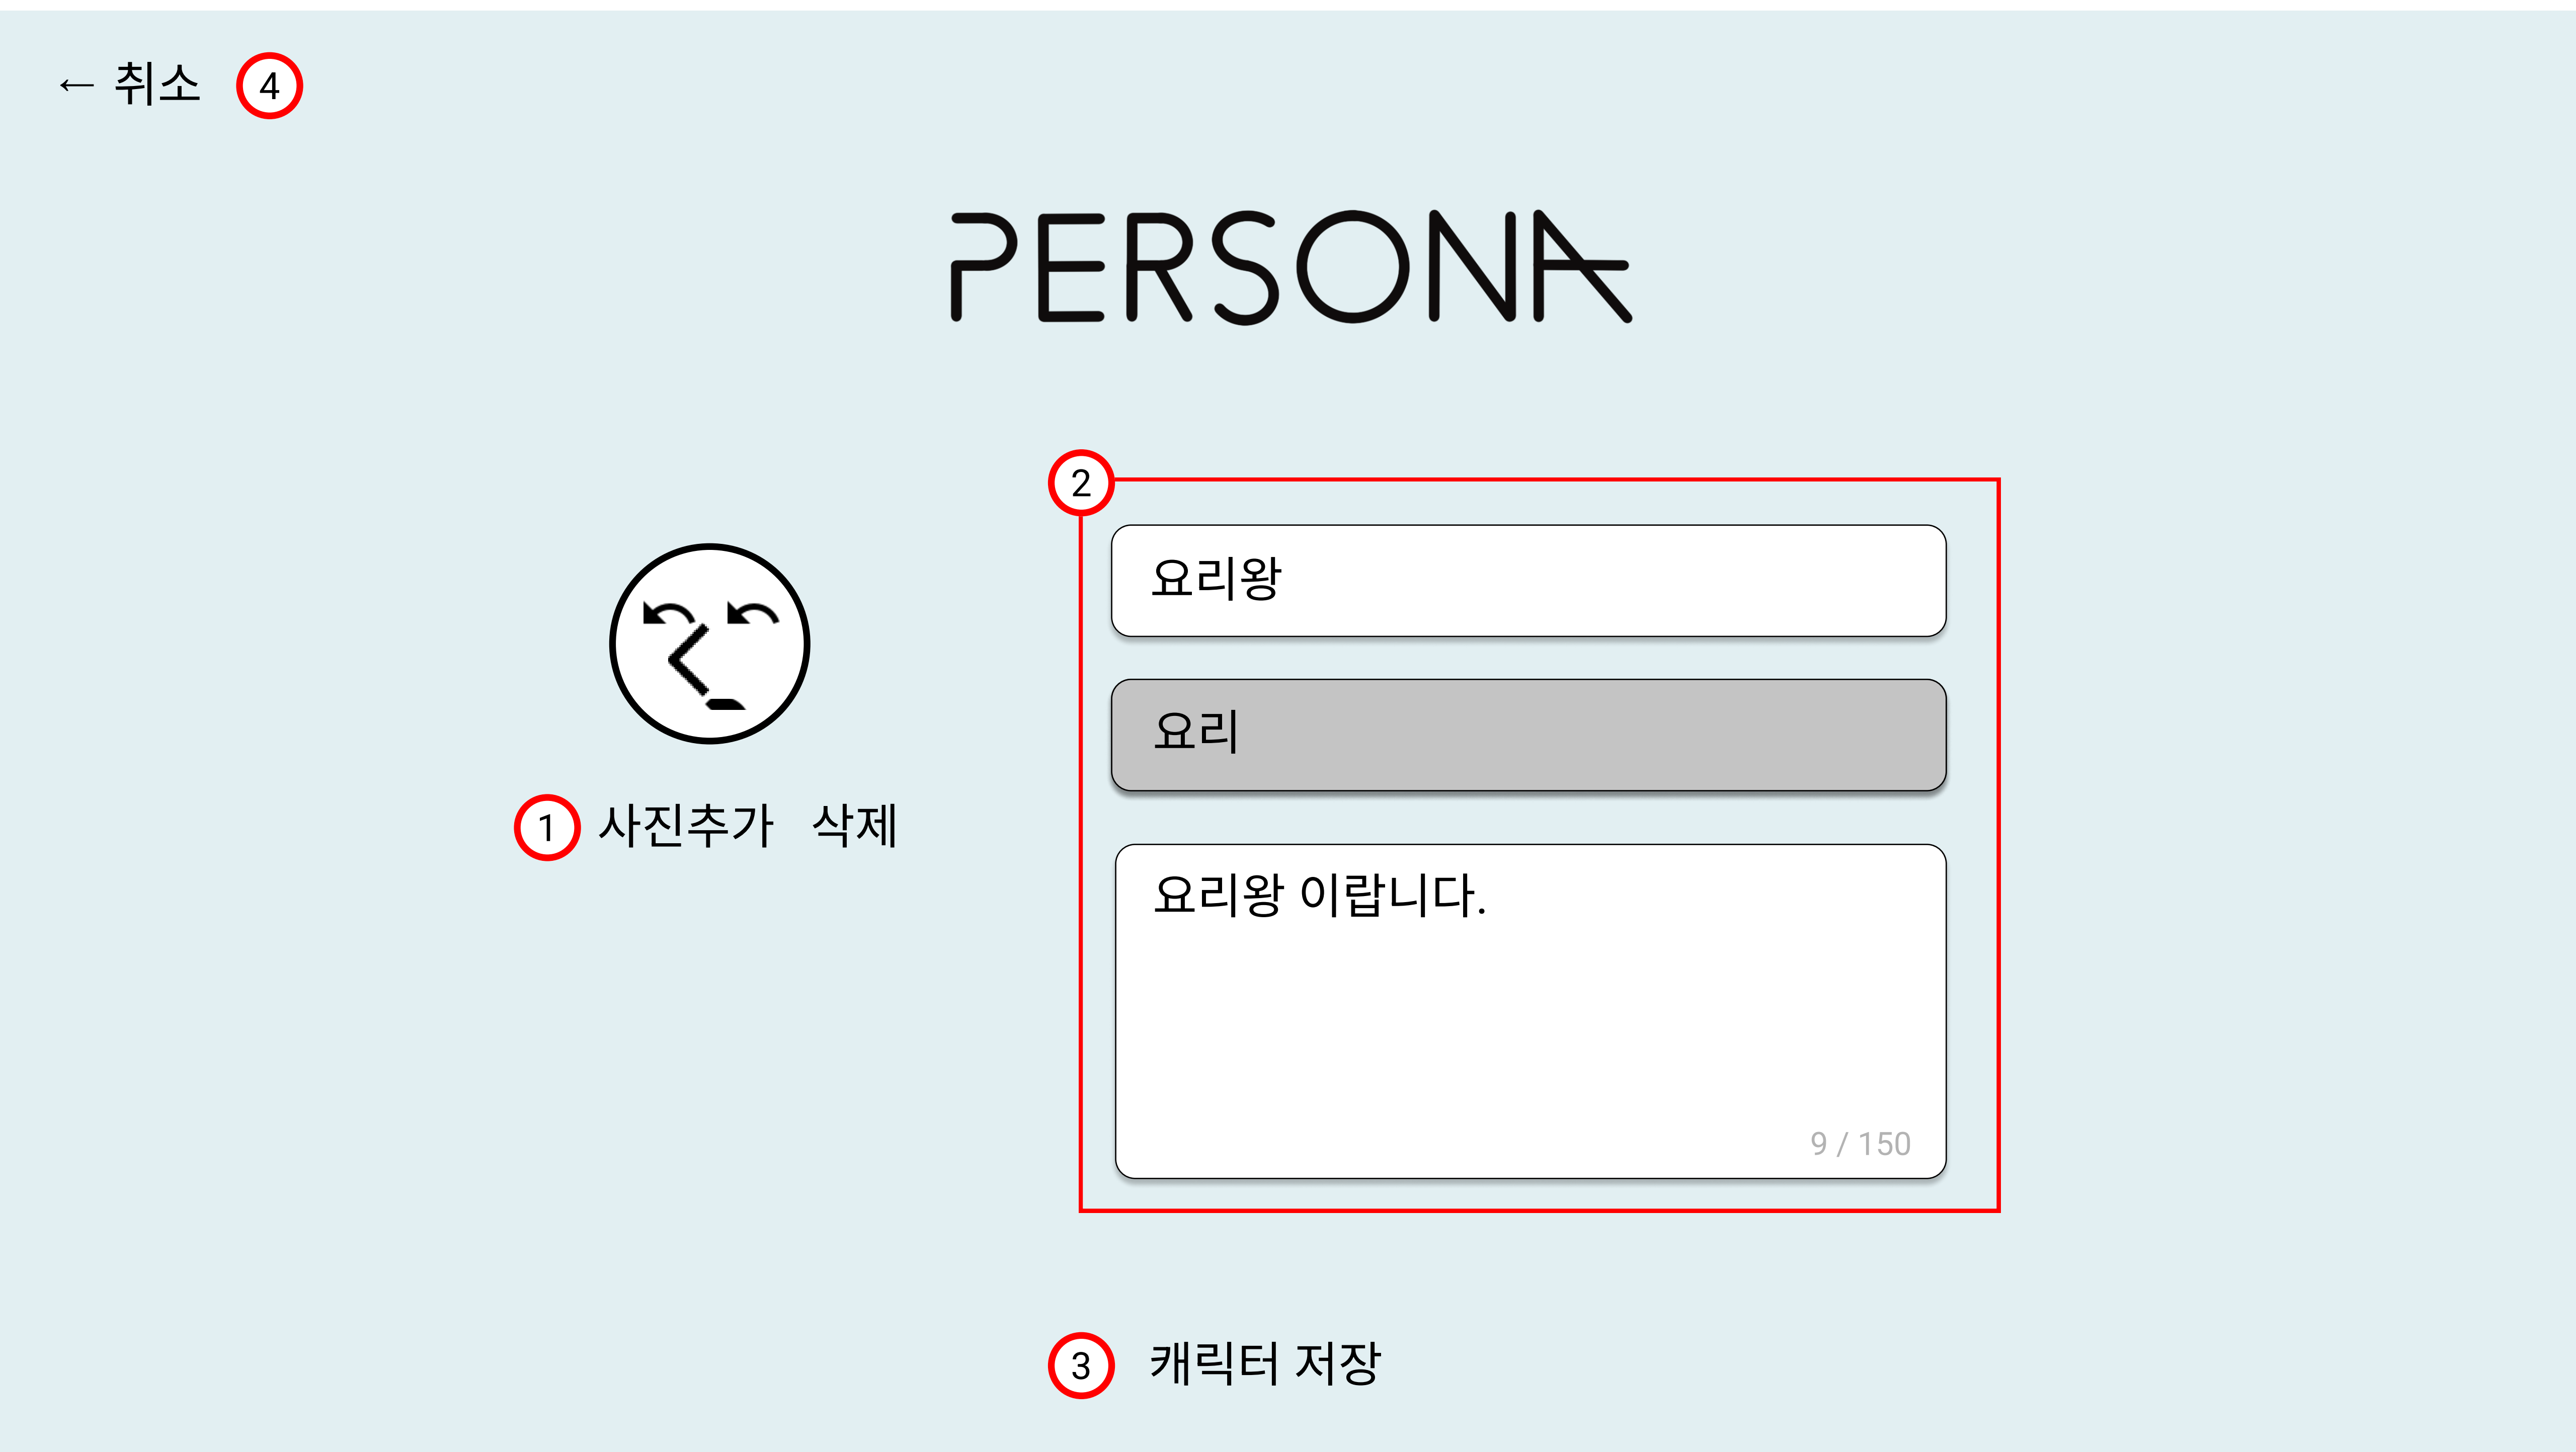 ← 취소 4
PERSONA
2
요리왕
요리
1 사진추가 삭제
요리왕 이랍니다.
9 / 150
3 캐릭터 저장